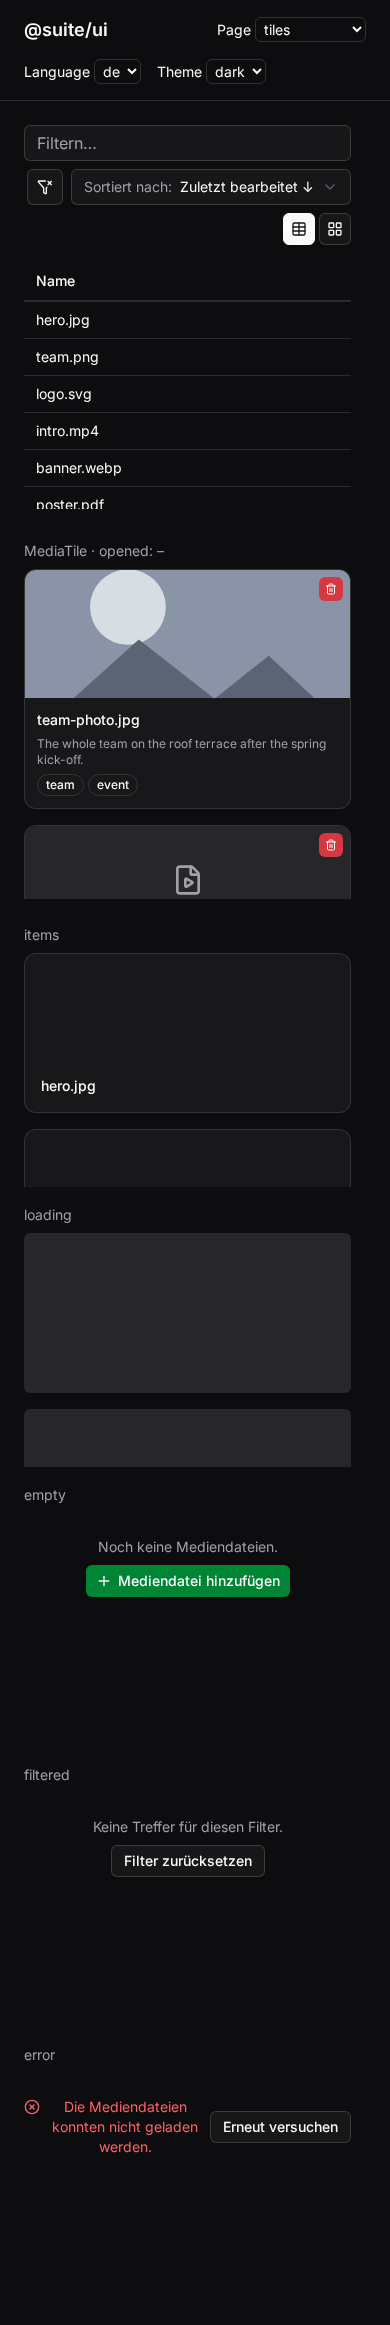 @suite/ui
Page tiles
Language de Theme dark
Filtern...
Sortiert nach: Zuletzt bearbeitet ↓
Name
hero.jpg
team.png
logo.svg
intro.mp4
banner.webp
poster.pdf
MediaTile · opened: –
team-photo.jpg
The whole team on the roof terrace after the spring
kick-off.
team event
items
hero.jpg
loading
empty
Noch keine Mediendateien.
+ Mediendatei hinzufügen
filtered
Keine Treffer für diesen Filter.
Filter zurücksetzen
error
Die Mediendateien
konnten nicht geladen
werden.
Erneut versuchen